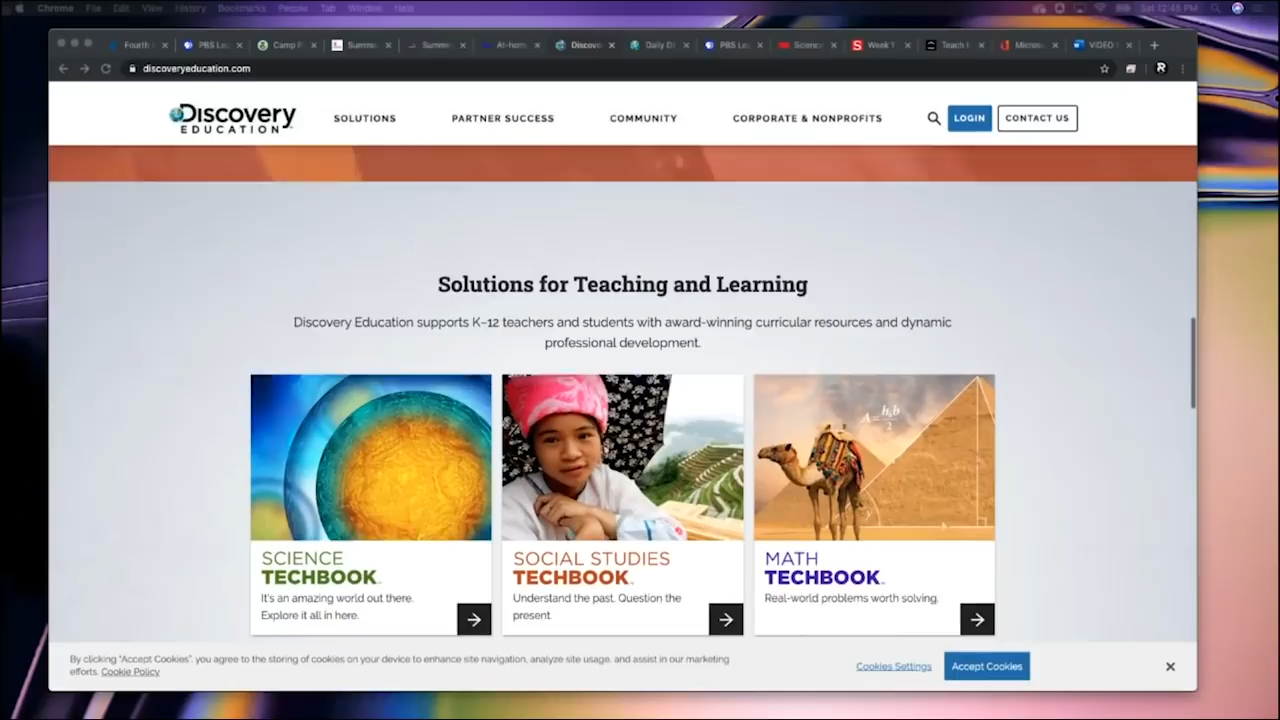 Chrome File Edit View History Bookmarks People Tab Window Help Sat 12:45 PM
Fourth PBS Le Camp F Summe Summe At-hom Discov Daily D PBS Le Science Week 1 Teach Micros VIDEO
discoveryeducation.com
Discovery
EDUCATION
SOLUTIONS PARTNER SUCCESS COMMUNITY CORPORATE & NONPROFITS LOGIN CONTACT US
Solutions for Teaching and Learning
Discovery Education supports K–12 teachers and students with award-winning curricular resources and dynamic
professional development.
SCIENCE
TECHBOOK
It's an amazing world out there.
Explore it all in here.
SOCIAL STUDIES
TECHBOOK
Understand the past. Question the
present.
MATH
TECHBOOK
Real-world problems worth solving.
By clicking "Accept Cookies", you agree to the storing of cookies on your device to enhance site navigation, analyze site usage, and assist in our marketing
efforts. Cookie Policy
Cookies Settings Accept Cookies